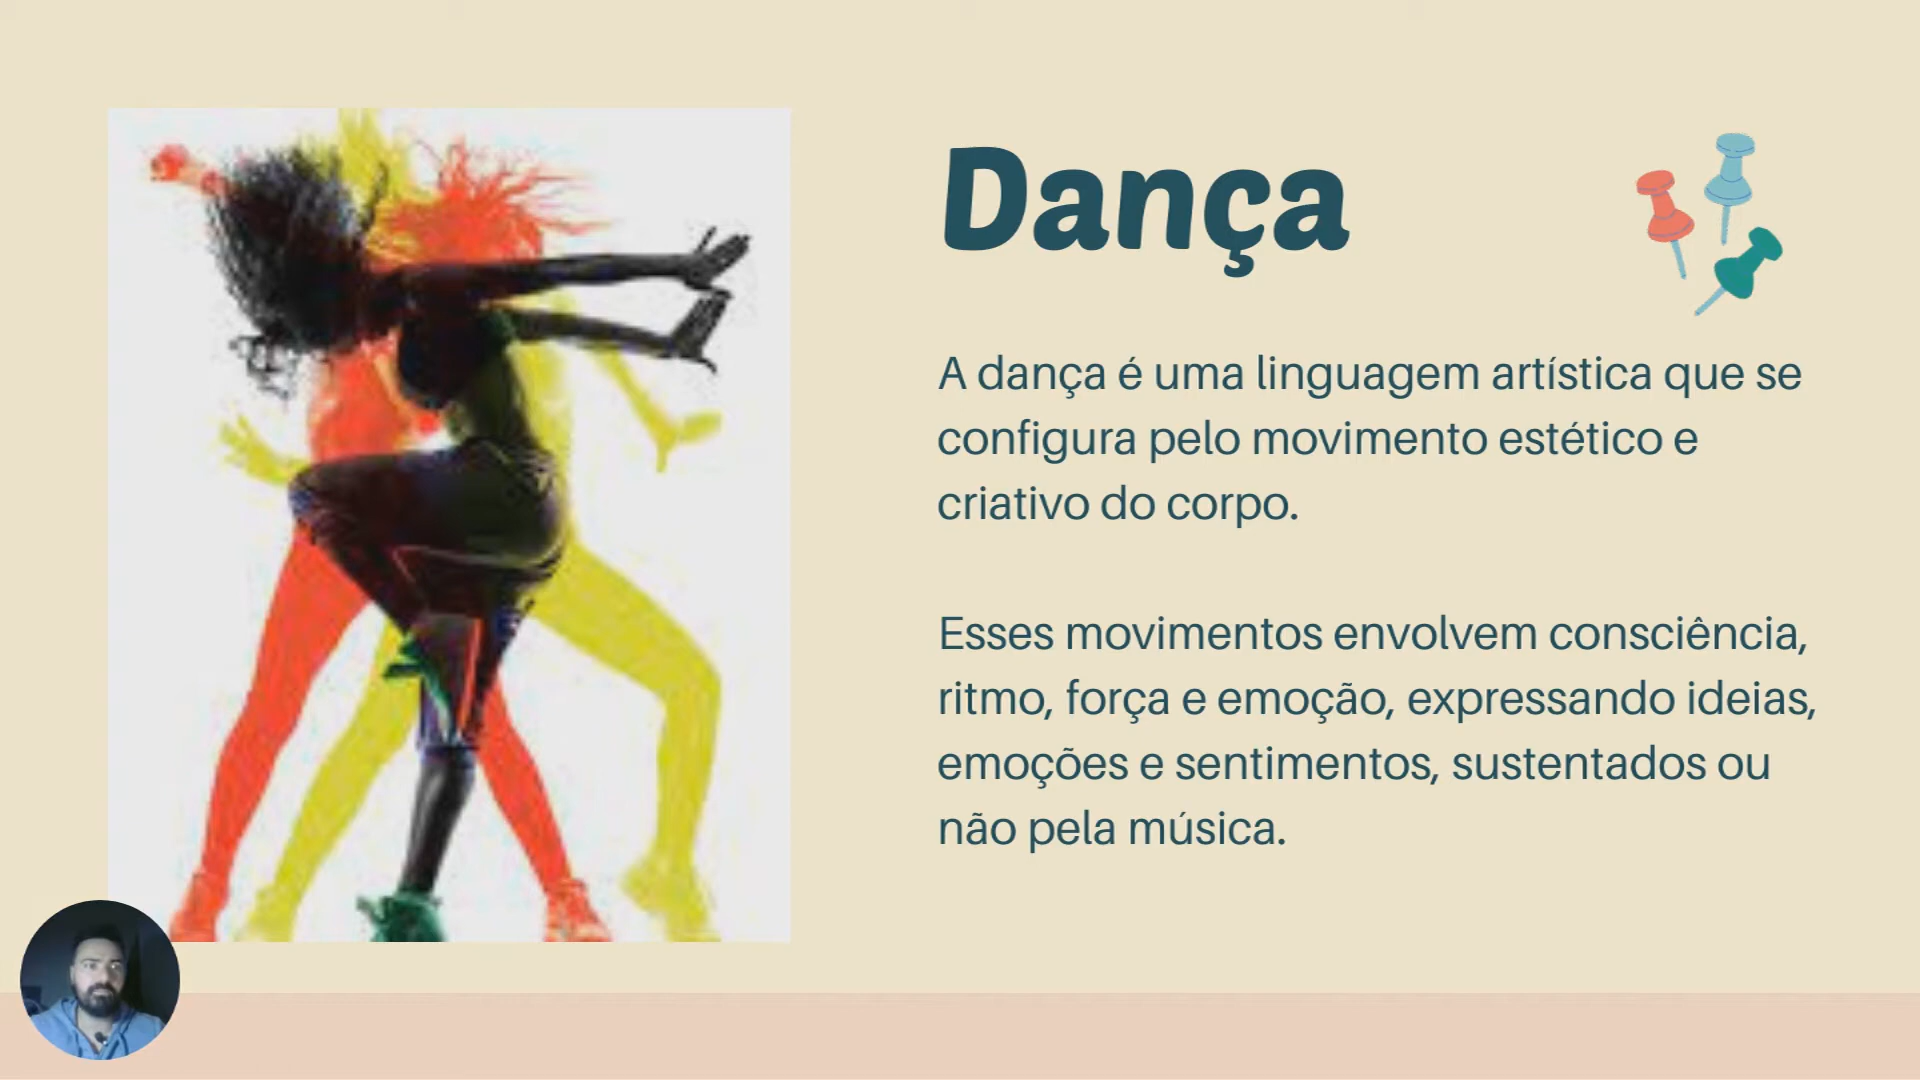 Dança
A dança é uma linguagem artística que se
configura pelo movimento estético e
criativo do corpo.
Esses movimentos envolvem consciência,
ritmo, força e emoção, expressando ideias,
emoções e sentimentos, sustentados ou
não pela música.